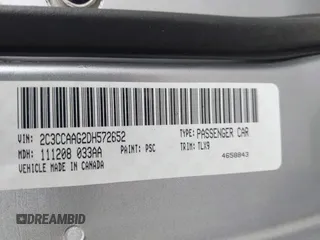 VIN: 2C3CCAAG2DH572652 TYPE: PASSENGER CAR
MDH: 111208 033AA PAINT: PSC TRIM: TLX9
VEHICLE MADE IN CANADA 4658843
DREAMBID